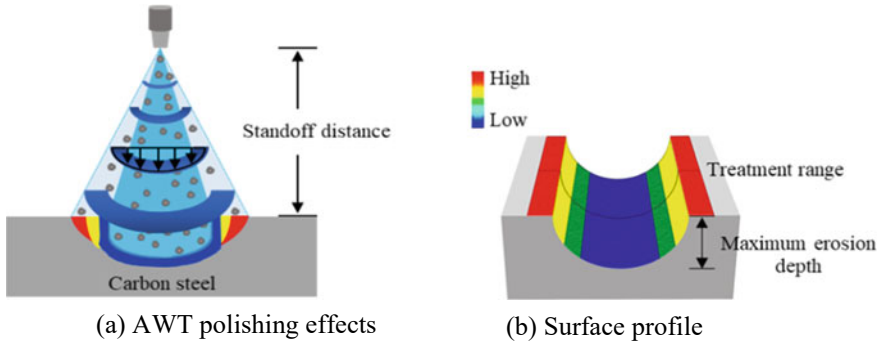 Standoff distance
Carbon steel
(a) AWT polishing effects
High
Low
Treatment range
Maximum erosion
depth
(b) Surface profile